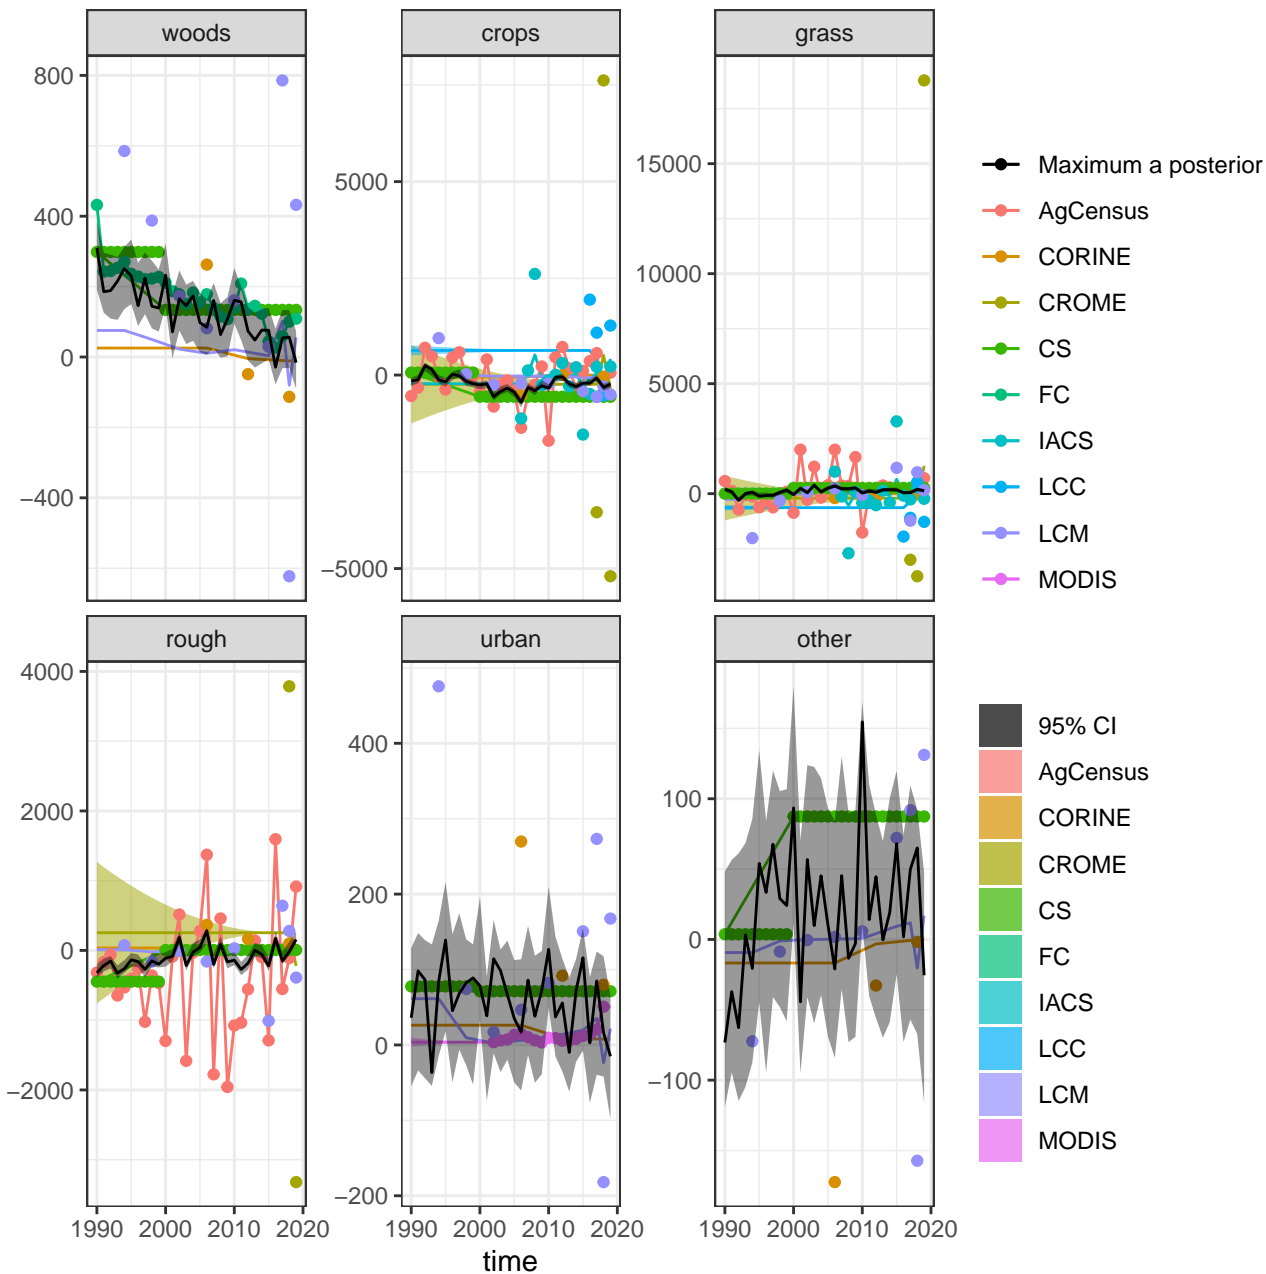 woods
crops
grass
800
400
0
−400
5000
0
−5000
15000
10000
5000
0
rough
urban
other
4000
2000
0
−2000
400
200
0
−200
100
0
−100
1990 2000 2010 2020
1990 2000 2010 2020
1990 2000 2010 2020
time
Maximum a posterior
AgCensus
CORINE
CROME
CS
FC
IACS
LCC
LCM
MODIS
95% CI
AgCensus
CORINE
CROME
CS
FC
IACS
LCC
LCM
MODIS